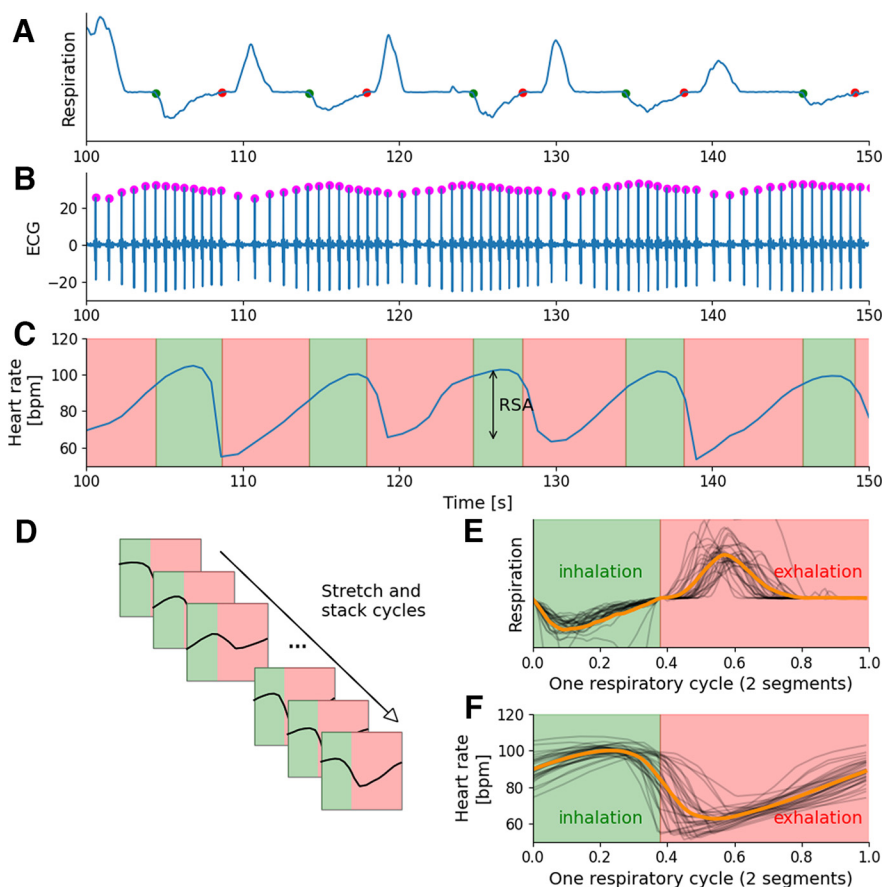 A
Respiration
100 110 120 130 140 150
B
ECG
20
0
−20
100 110 120 130 140 150
C
Heart rate
[bpm]
120
100
80
60
RSA
100 110 120 130 140 150
Time [s]
D
Stretch and
stack cycles
...
E
Respiration
inhalation
exhalation
0.0 0.2 0.4 0.6 0.8 1.0
One respiratory cycle (2 segments)
F
Heart rate
[bpm]
120
100
80
60
inhalation
exhalation
0.0 0.2 0.4 0.6 0.8 1.0
One respiratory cycle (2 segments)